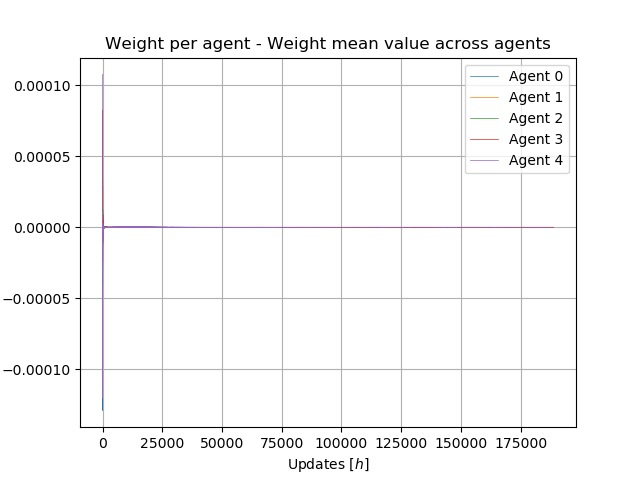 Weight per agent - Weight mean value across agents
Agent 0
Agent 1
Agent 2
Agent 3
Agent 4
0.00010
0.00005
0.00000
−0.00005
−0.00010
0 25000 50000 75000 100000 125000 150000 175000
Updates [h]